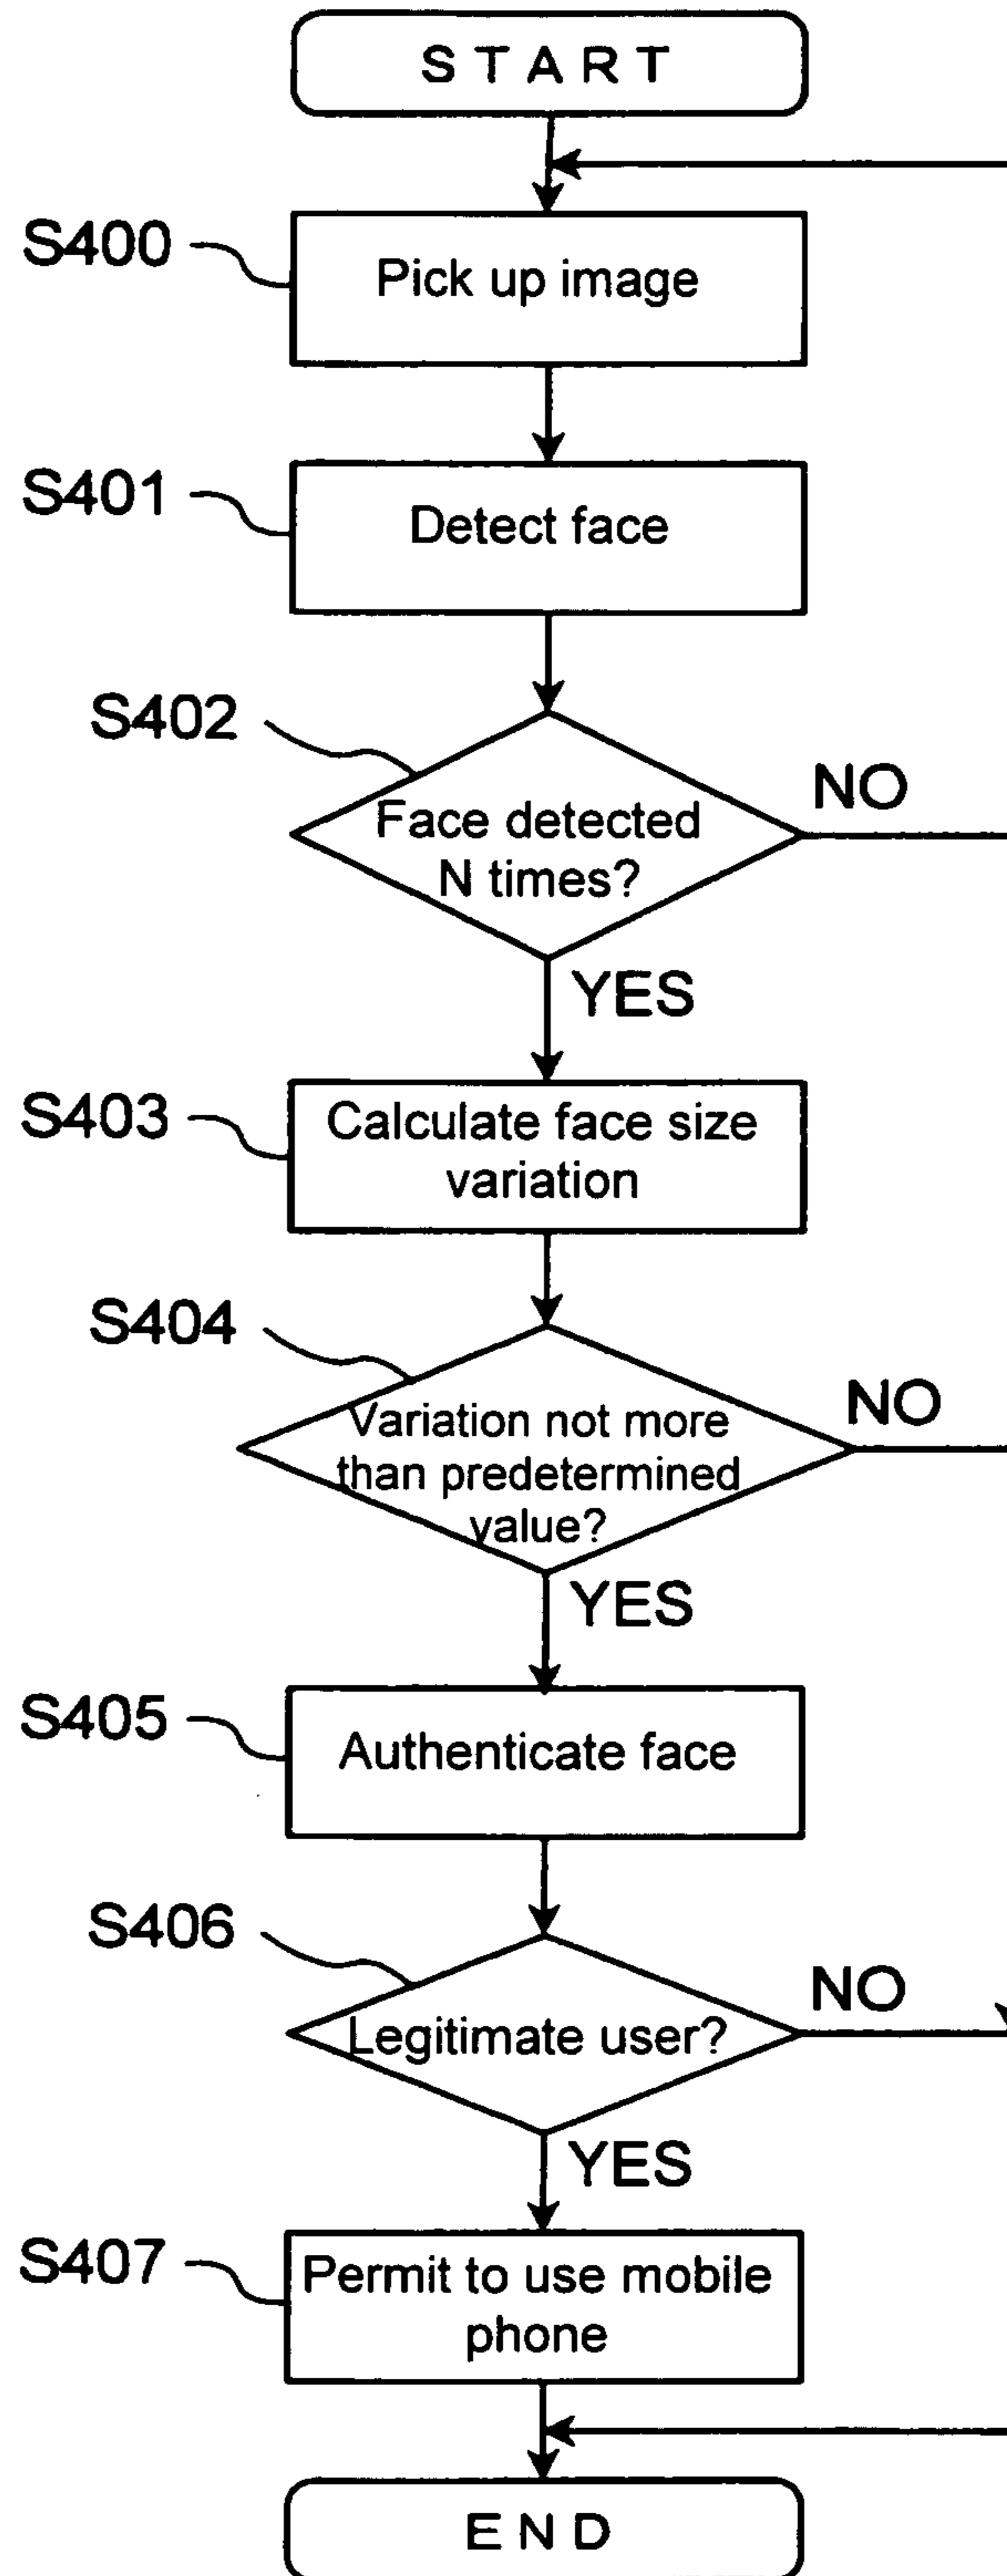 START
S400
Pick up image
S401
Detect face
S402
Face detected
N times?
NO
YES
S403
Calculate face size
variation
S404
Variation not more
than predetermined
value?
NO
YES
S405
Authenticate face
S406
Legitimate user?
NO
YES
S407
Permit to use mobile
phone
END